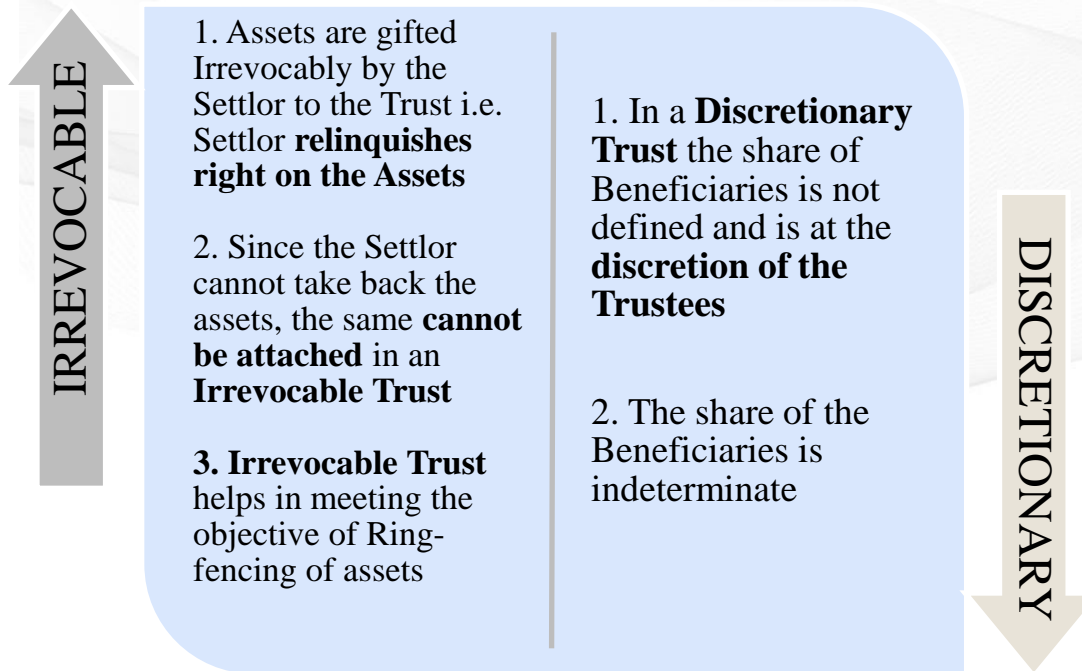 IRREVOCABLE
1. Assets are gifted
Irrevocably by the
Settlor to the Trust i.e.
Settlor relinquishes
right on the Assets
2. Since the Settlor
cannot take back the
assets, the same cannot
be attached in an
Irrevocable Trust
3. Irrevocable Trust
helps in meeting the
objective of Ring-
fencing of assets
1. In a Discretionary
Trust the share of
Beneficiaries is not
defined and is at the
discretion of the
Trustees
2. The share of the
Beneficiaries is
indeterminate
DISCRETIONARY